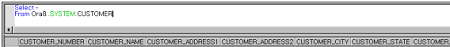 Select *
From Ora8.SYSTEM.CUSTOMER
CUSTOMER_NUMBER CUSTOMER_NAME CUSTOMER_ADDRESS1 CUSTOMER_ADDRESS2 CUSTOMER_CITY CUSTOMER_STATE CUSTOMER